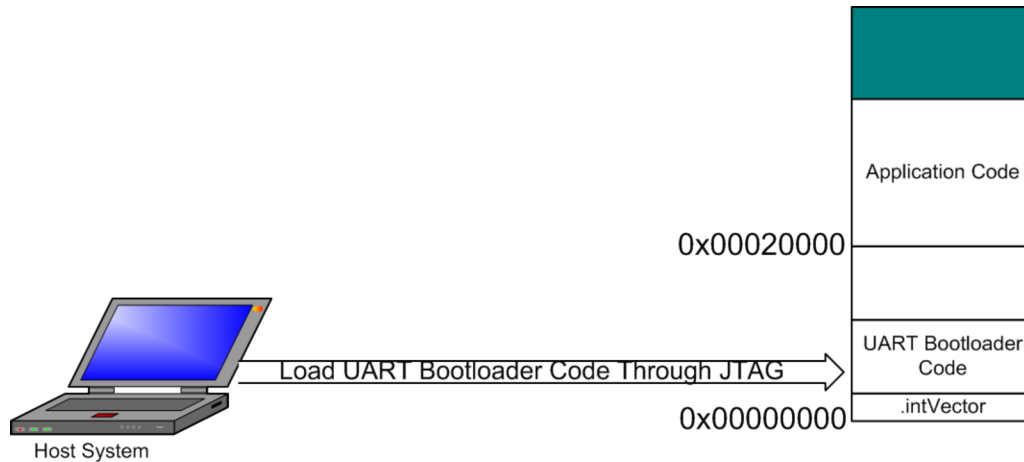 Application Code
0x00020000
UART Bootloader
Code
Load UART Bootloader Code Through JTAG
.intVector
0x00000000
Host System